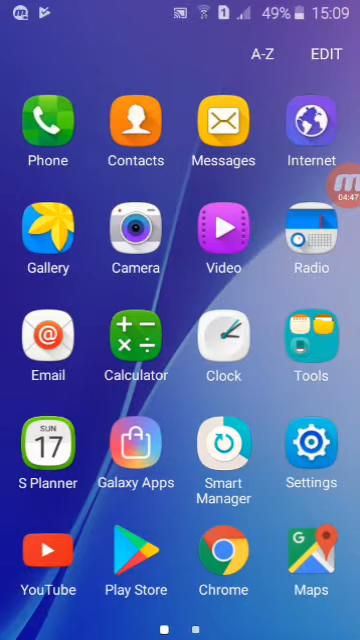 49% 15:09
A-Z EDIT
Phone Contacts Messages Internet
04:47
Gallery Camera Video Radio
Email Calculator Clock Tools
SUN
17
S Planner Galaxy Apps Smart Manager Settings
YouTube Play Store Chrome Maps